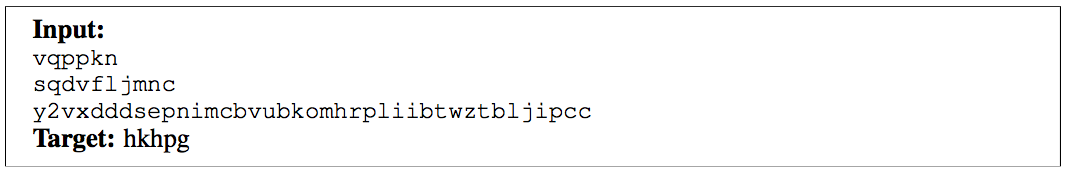 Input:
vqppkn
sqdvfljmnc
y2vxdddsepnimcbvubkomhrpliibtwztbljipcc
Target: hkhpg